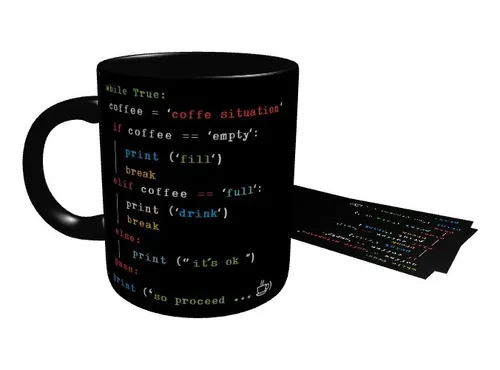 While True:
coffee = 'coffe situation'
if coffee == 'empty':
print ('fill')
break
elif coffee == 'full':
print ('drink')
break
else:
print ("it's ok ")
pass:
print ('so proceed ...